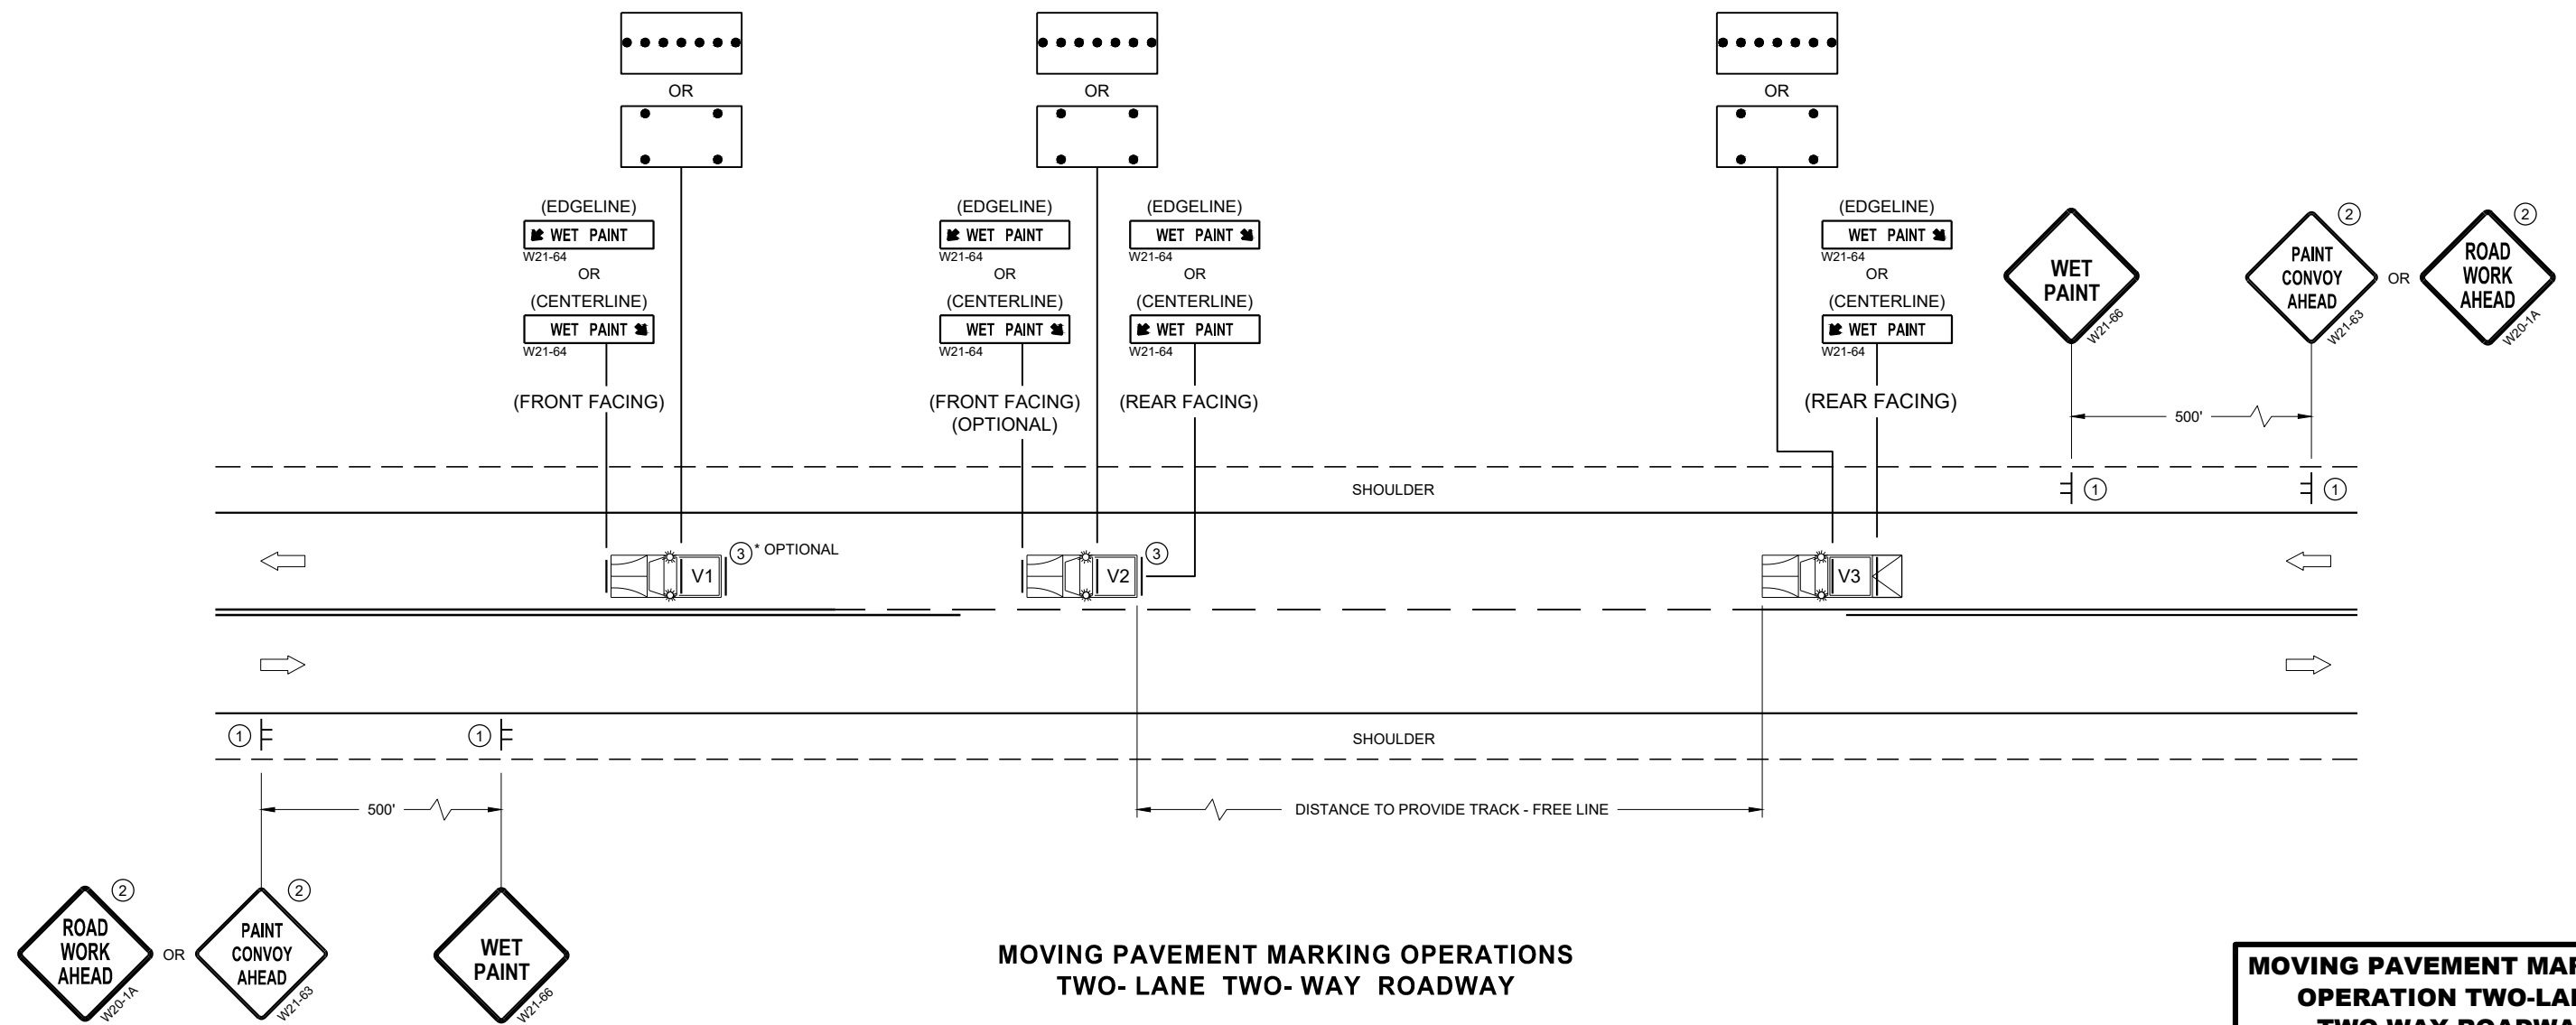 OR
OR
OR
(EDGELINE)
WET PAINT
W21-64
OR
(CENTERLINE)
WET PAINT
W21-64
(FRONT FACING)
(EDGELINE)
WET PAINT
W21-64
OR
(CENTERLINE)
WET PAINT
W21-64
(FRONT FACING)
(OPTIONAL)
(EDGELINE)
WET PAINT
W21-64
OR
(CENTERLINE)
WET PAINT
W21-64
(REAR FACING)
(EDGELINE)
WET PAINT
W21-64
OR
(CENTERLINE)
WET PAINT
W21-64
(REAR FACING)
WET
PAINT
W21-66
2
PAINT
CONVOY
AHEAD
W21-63
OR
2
ROAD
WORK
AHEAD
W20-1A
500'
SHOULDER
1
1
V1
3 * OPTIONAL
V2
3
V3
1
1
SHOULDER
500'
DISTANCE TO PROVIDE TRACK - FREE LINE
2
ROAD
WORK
AHEAD
W20-1A
OR
2
PAINT
CONVOY
AHEAD
W21-63
WET
PAINT
W21-66
MOVING PAVEMENT MARKING OPERATIONS
TWO- LANE TWO- WAY ROADWAY
MOVING PAVEMENT
OPERATION